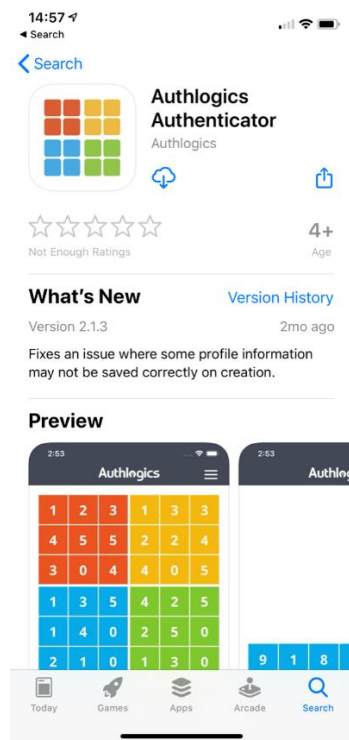 14:57
Search
Search
Authlogics
Authenticator
Authlogics
Not Enough Ratings
4+
Age
What's New
Version History
Version 2.1.3
2mo ago
Fixes an issue where some profile information
may not be saved correctly on creation.
Preview
2:53
Authlogics
1 2 3 1 3 3
4 5 5 2 2 4
3 0 4 4 0 5
1 3 5 4 2 5
1 4 0 2 5 0
2 1 0 1 3 0
2:53
Authlog
9 1 8
Today
Games
Apps
Arcade
Search